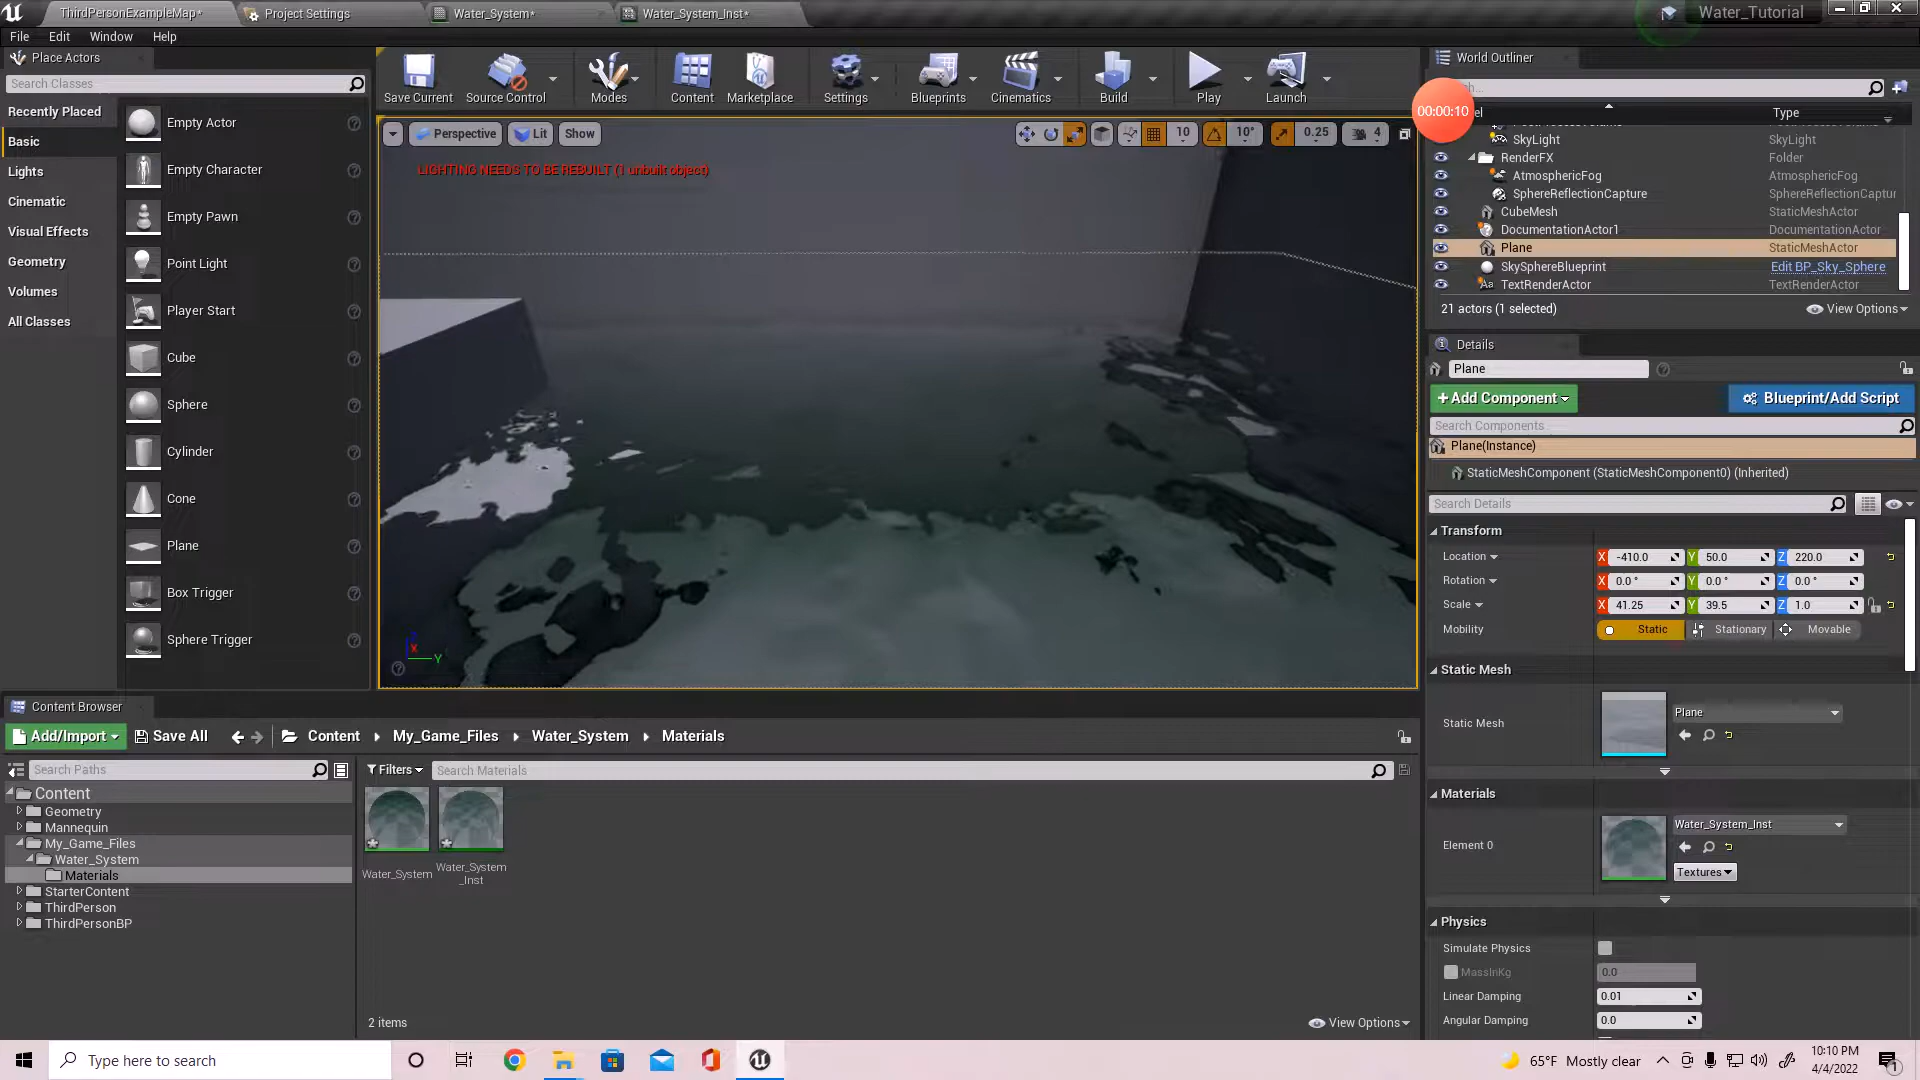 ThirdPersonExampleMap*
Project Settings
Water_System*
Water_System_Inst*
Water_Tutorial
File Edit Window Help
Place Actors
Search Classes
Recently Placed
Basic
Lights
Cinematic
Visual Effects
Geometry
Volumes
All Classes
Empty Actor
Empty Character
Empty Pawn
Point Light
Player Start
Cube
Sphere
Cylinder
Cone
Plane
Box Trigger
Sphere Trigger
Save Current
Source Control
Modes
Content
Marketplace
Settings
Blueprints
Cinematics
Build
Play
Launch
Perspective Lit Show
10 10° 0.25 4
LIGHTING NEEDS TO BE REBUILT (1 unbuilt object)
X Y
World Outliner
00:00:10
Type
SkyLight SkyLight
RenderFX Folder
AtmosphericFog AtmosphericFog
SphereReflectionCapture SphereReflectionCaptur
CubeMesh StaticMeshActor
DocumentationActor1 DocumentationActor
Plane StaticMeshActor
SkySphereBlueprint Edit BP_Sky_Sphere
TextRenderActor TextRenderActor
21 actors (1 selected) View Options
Details
Plane
+Add Component Blueprint/Add Script
Search Components
Plane(Instance)
StaticMeshComponent (StaticMeshComponent0) (Inherited)
Search Details
Transform
Location X -410.0 Y 50.0 Z 220.0
Rotation X 0.0° Y 0.0° Z 0.0°
Scale X 41.25 Y 39.5 Z 1.0
Mobility Static Stationary Movable
Static Mesh
Static Mesh Plane
Materials
Element 0 Water_System_Inst
Textures
Physics
Simulate Physics
MassInKg 0.0
Linear Damping 0.01
Angular Damping 0.0
Content Browser
Add/Import Save All Content My_Game_Files Water_System Materials
Search Paths
Filters Search Materials
Content
Geometry
Mannequin
My_Game_Files
Water_System
Materials
StarterContent
ThirdPerson
ThirdPersonBP
Water_System
Water_System
_Inst
2 items View Options
Type here to search
65°F Mostly clear
10:10 PM
4/4/2022
1